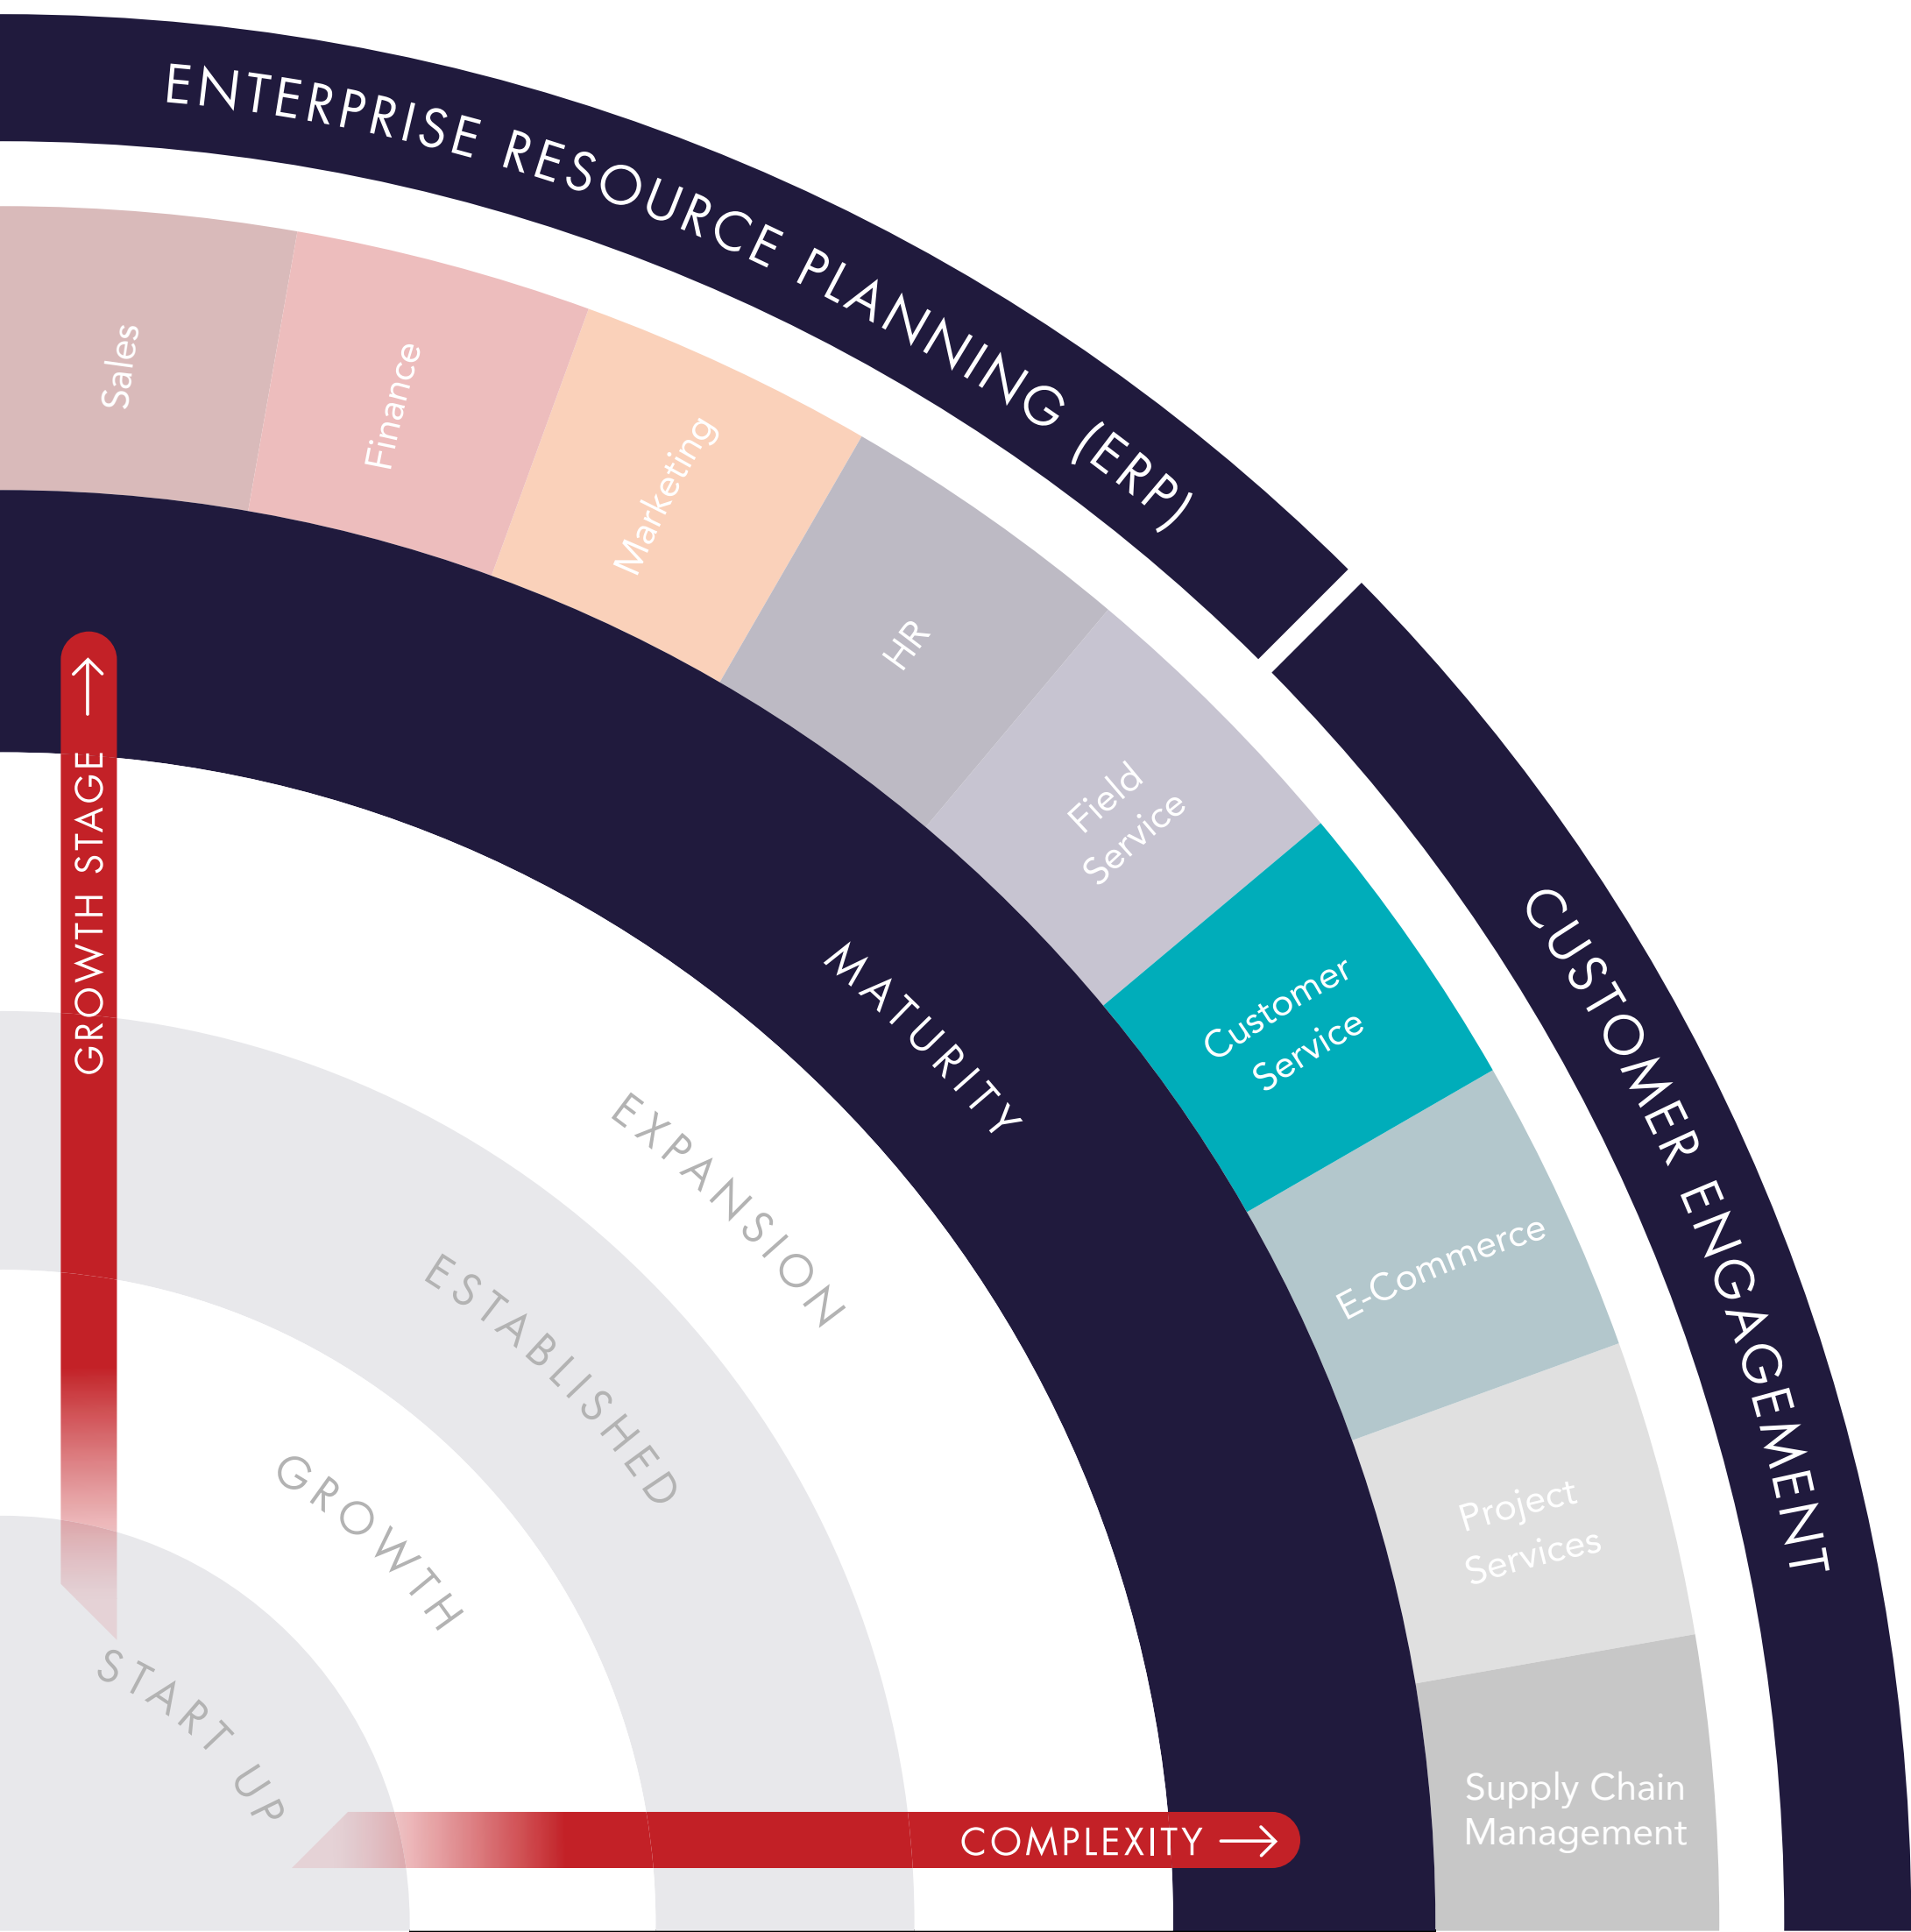 ENTERPRISE RESOURCE PLANNING (ERP)
CUSTOMER ENGAGEMENT
Sales
Finance
Marketing
HR
Field
Service
Customer
Service
E-Commerce
Project
Services
Supply Chain
Management
MATURITY
EXPANSION
ESTABLISHED
GROWTH
START UP
GROWTH STAGE
COMPLEXITY